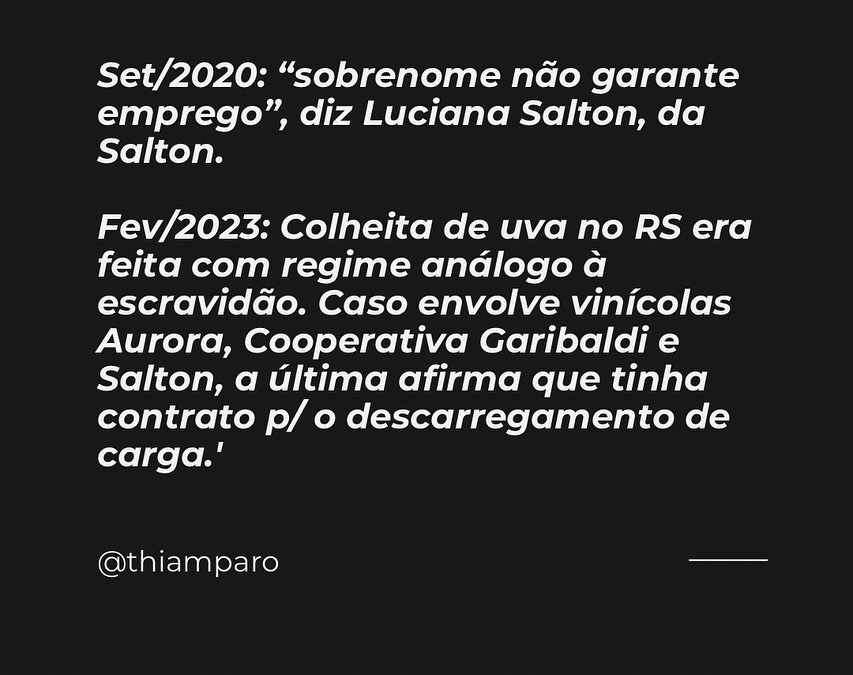 Set/2020: “sobrenome não garante
emprego”, diz Luciana Salton, da
Salton.
Fev/2023: Colheita de uva no RS era
feita com regime análogo à
escravidão. Caso envolve vinícolas
Aurora, Cooperativa Garibaldi e
Salton, a última afirma que tinha
contrato p/ o descarregamento de
carga.'
@thiamparo